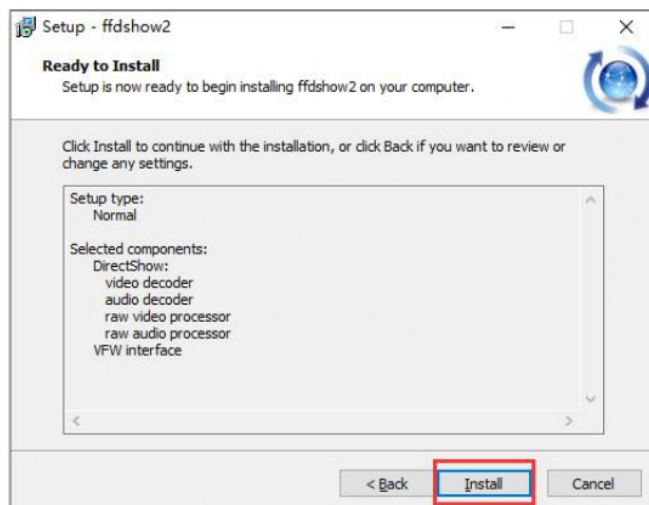 Setup - ffdshow2
Ready to Install
Setup is now ready to begin installing ffdshow2 on your computer.
Click Install to continue with the installation, or click Back if you want to review or
change any settings.
Setup type:
Normal
Selected components:
DirectShow:
video decoder
audio decoder
raw video processor
raw audio processor
VFW interface
< Back
Install
Cancel